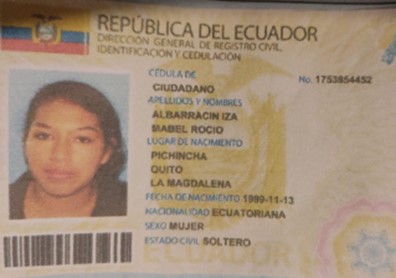 REPÚBLICA DEL ECUADOR
DIRECCIÓN GENERAL DE REGISTRO CIVIL,
IDENTIFICACIÓN Y CEDULACIÓN
CÉDULA DE No. 1753854452
CIUDADANO
APELLIDOS Y NOMBRES
ALBARRACIN IZA
MABEL ROCIO
LUGAR DE NACIMIENTO
PICHINCHA
QUITO
LA MAGDALENA
FECHA DE NACIMIENTO 1999-11-13
NACIONALIDAD ECUATORIANA
SEXO MUJER
ESTADO CIVIL SOLTERO
ECUADOR